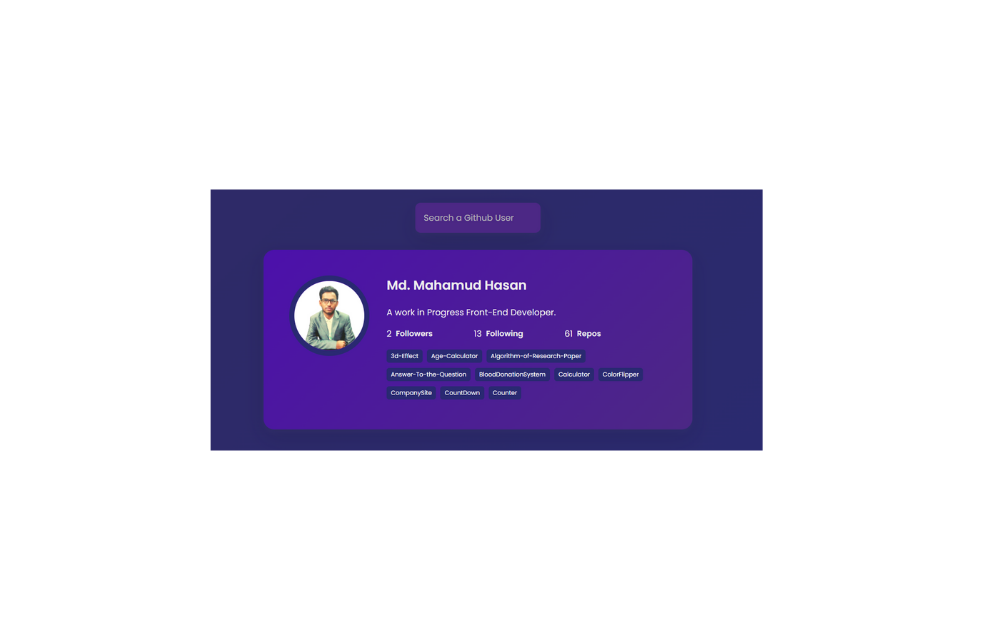 Search a Github User
Md. Mahamud Hasan
A work in Progress Front-End Developer.
2 Followers 13 Following 61 Repos
3d-Effect Age-Calculator Algorithm-of-Research-Paper
Answer-To-the-Question BloodDonationSystem Calculator ColorFlipper
CompanySite CountDown Counter